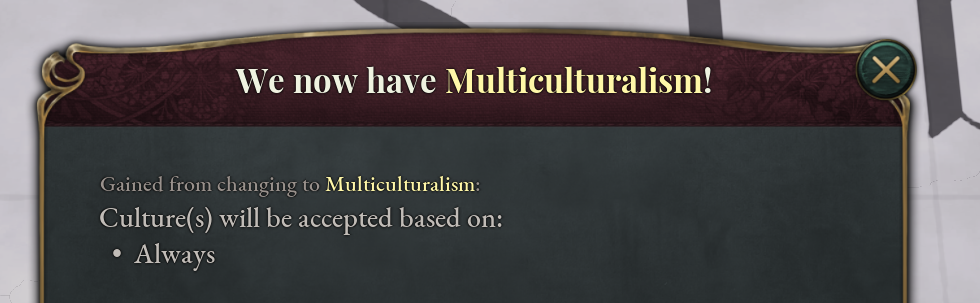 We now have Multiculturalism!
Gained from changing to Multiculturalism:
Culture(s) will be accepted based on:
• Always